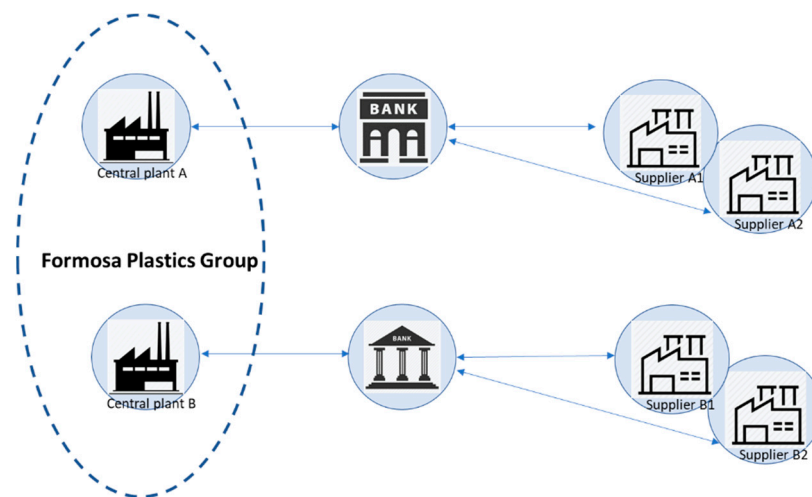 BANK
Central plant A
Supplier A1
Supplier A2
Formosa Plastics Group
BANK
Central plant B
Supplier B1
Supplier B2